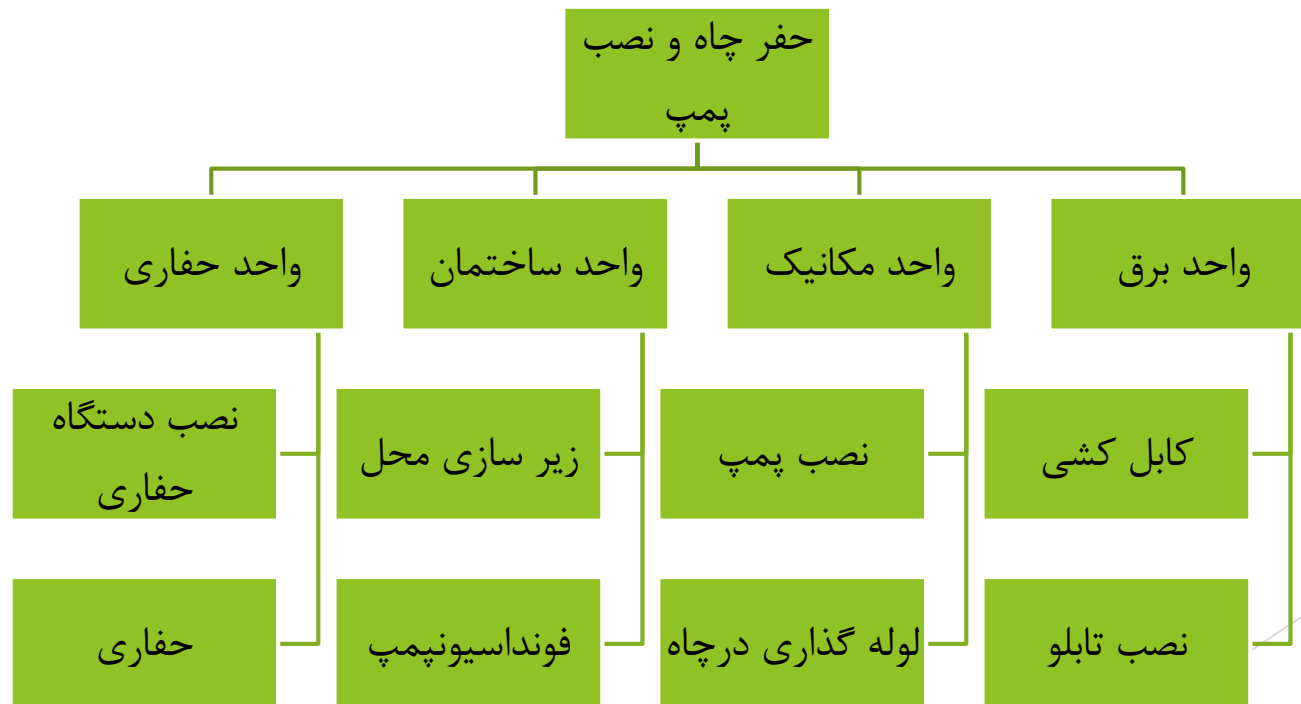 حفر چاه و نصب
پمپ
واحد برق
واحد مکانیک
واحد ساختمان
واحد حفاری
کابل کشی
نصب پمپ
زیر سازی محل
نصب دستگاه
حفاری
نصب تابلو
لوله گذاری درچاه
فونداسیونپمپ
حفاری